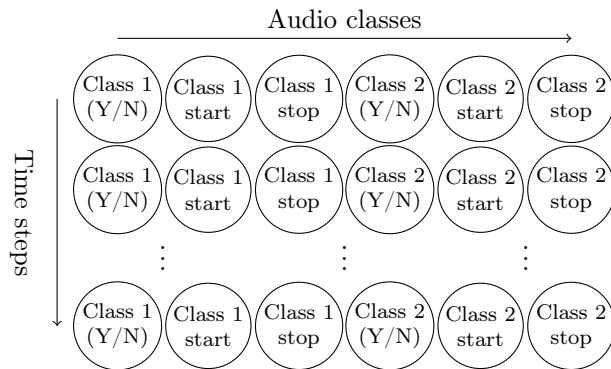 Audio classes
Time steps
Class 1 Class 1 Class 1 Class 2 Class 2 Class 2
(Y/N) start stop (Y/N) start stop
Class 1 Class 1 Class 1 Class 2 Class 2 Class 2
(Y/N) start stop (Y/N) start stop
⋮ ⋮ ⋮
Class 1 Class 1 Class 1 Class 2 Class 2 Class 2
(Y/N) start stop (Y/N) start stop